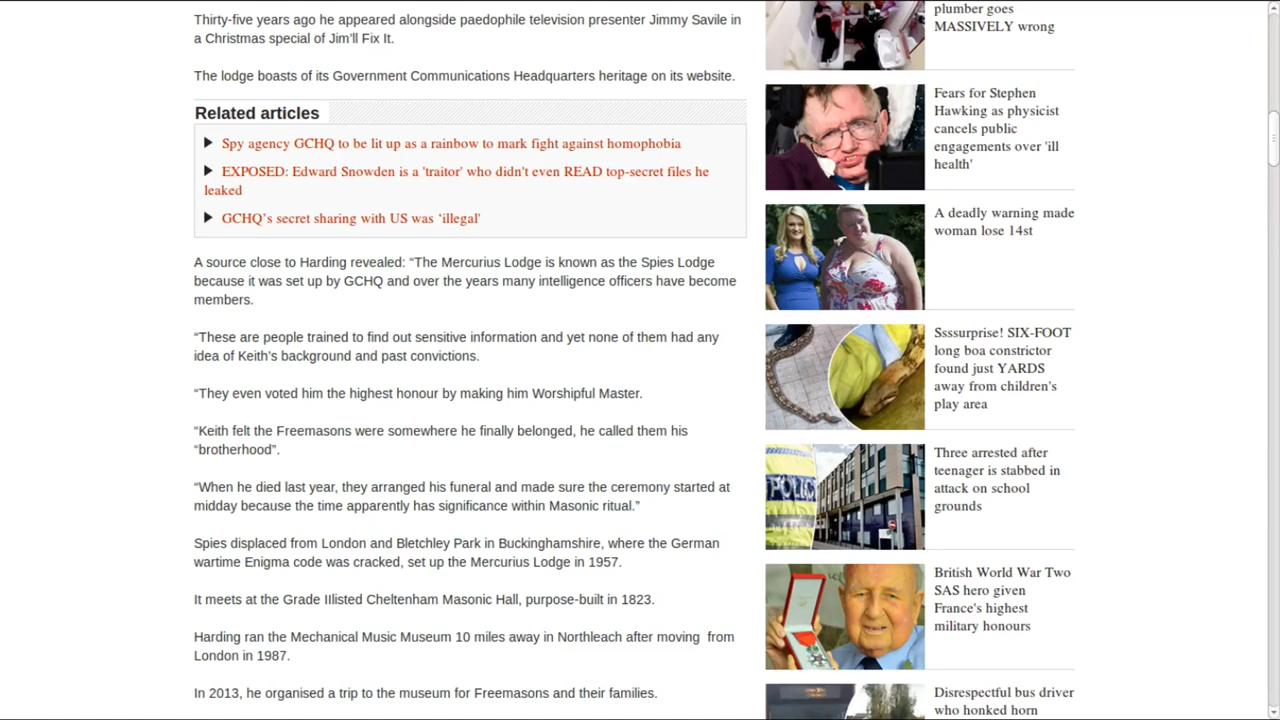 Thirty-five years ago he appeared alongside paedophile television presenter Jimmy Savile in
a Christmas special of Jim'll Fix It.
The lodge boasts of its Government Communications Headquarters heritage on its website.
Related articles
Spy agency GCHQ to be lit up as a rainbow to mark fight against homophobia
EXPOSED: Edward Snowden is a 'traitor' who didn't even READ top-secret files he
leaked
GCHQ's secret sharing with US was ‘illegal'
A source close to Harding revealed: “The Mercurius Lodge is known as the Spies Lodge
because it was set up by GCHQ and over the years many intelligence officers have become
members.
“These are people trained to find out sensitive information and yet none of them had any
idea of Keith’s background and past convictions.
“They even voted him the highest honour by making him Worshipful Master.
“Keith felt the Freemasons were somewhere he finally belonged, he called them his
“brotherhood”.
“When he died last year, they arranged his funeral and made sure the ceremony started at
midday because the time apparently has significance within Masonic ritual.”
Spies displaced from London and Bletchley Park in Buckinghamshire, where the German
wartime Enigma code was cracked, set up the Mercurius Lodge in 1957.
It meets at the Grade IIlisted Cheltenham Masonic Hall, purpose-built in 1823.
Harding ran the Mechanical Music Museum 10 miles away in Northleach after moving  from
London in 1987.
In 2013, he organised a trip to the museum for Freemasons and their families.
plumber goes
MASSIVELY wrong
Fears for Stephen
Hawking as physicist
cancels public
engagements over 'ill
health'
A deadly warning made
woman lose 14st
Ssssurprise! SIX-FOOT
long boa constrictor
found just YARDS
away from children's
play area
POLIC
Three arrested after
teenager is stabbed in
attack on school
grounds
British World War Two
SAS hero given
France's highest
military honours
Disrespectful bus driver
who honked horn